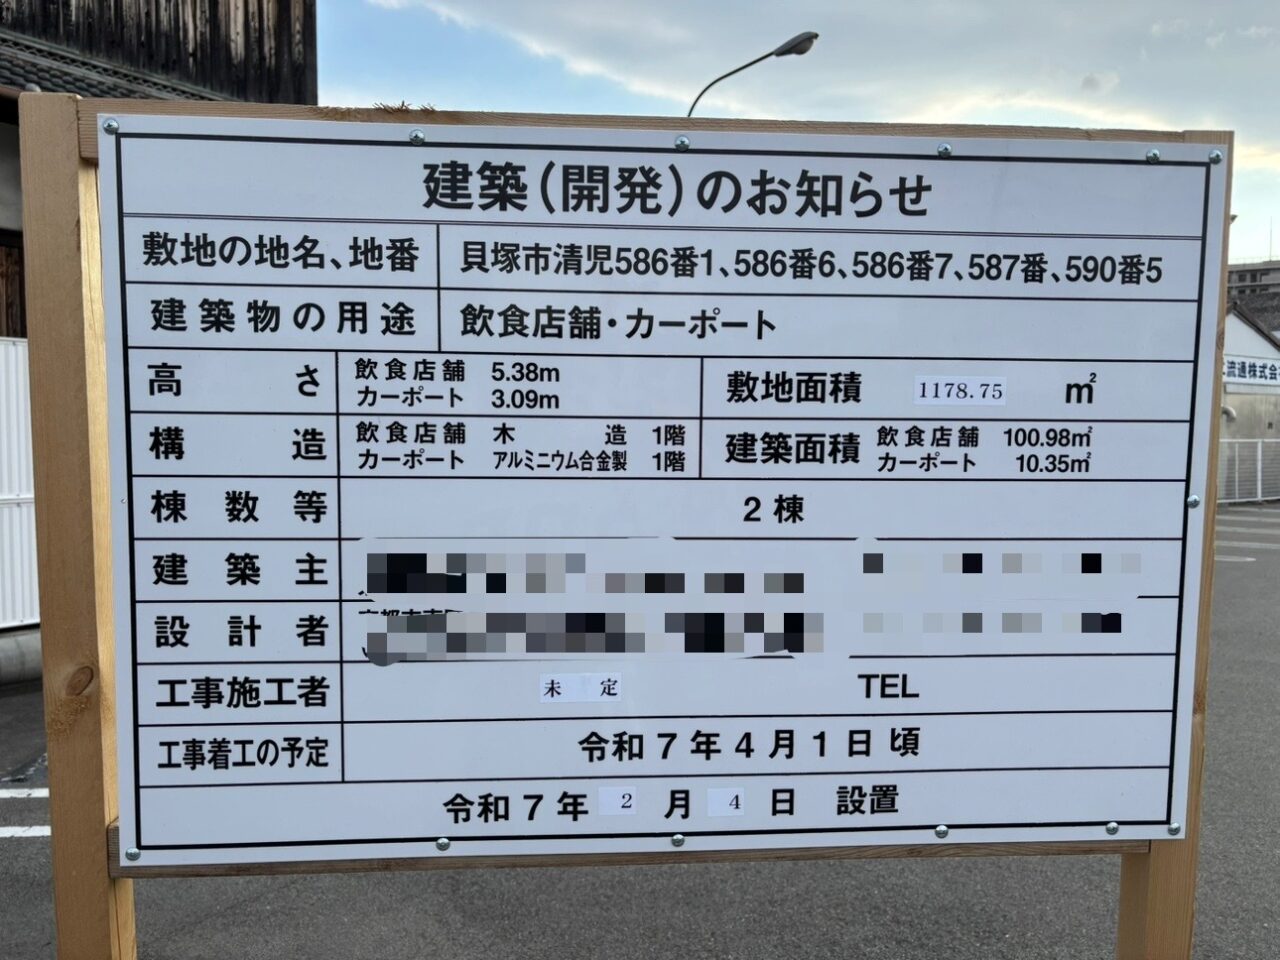 建築(開発)のお知らせ
敷地の地名、地番 貝塚市清児586番1、586番6、586番7、587番、590番5
建築物の用途 飲食店舗・カーポート
高さ 飲食店舗 5.38m
カーポート 3.09m
敷地面積 1178.75 ㎡
構造 飲食店舗 木造 1階
カーポート アルミニウム合金製 1階
建築面積 飲食店舗 100.98㎡
カーポート 10.35㎡
棟数等 2棟
建築主
設計者
工事施工者 未定 TEL
工事着工の予定 令和7年4月1日頃
令和7年2月4日 設置
流通株式会